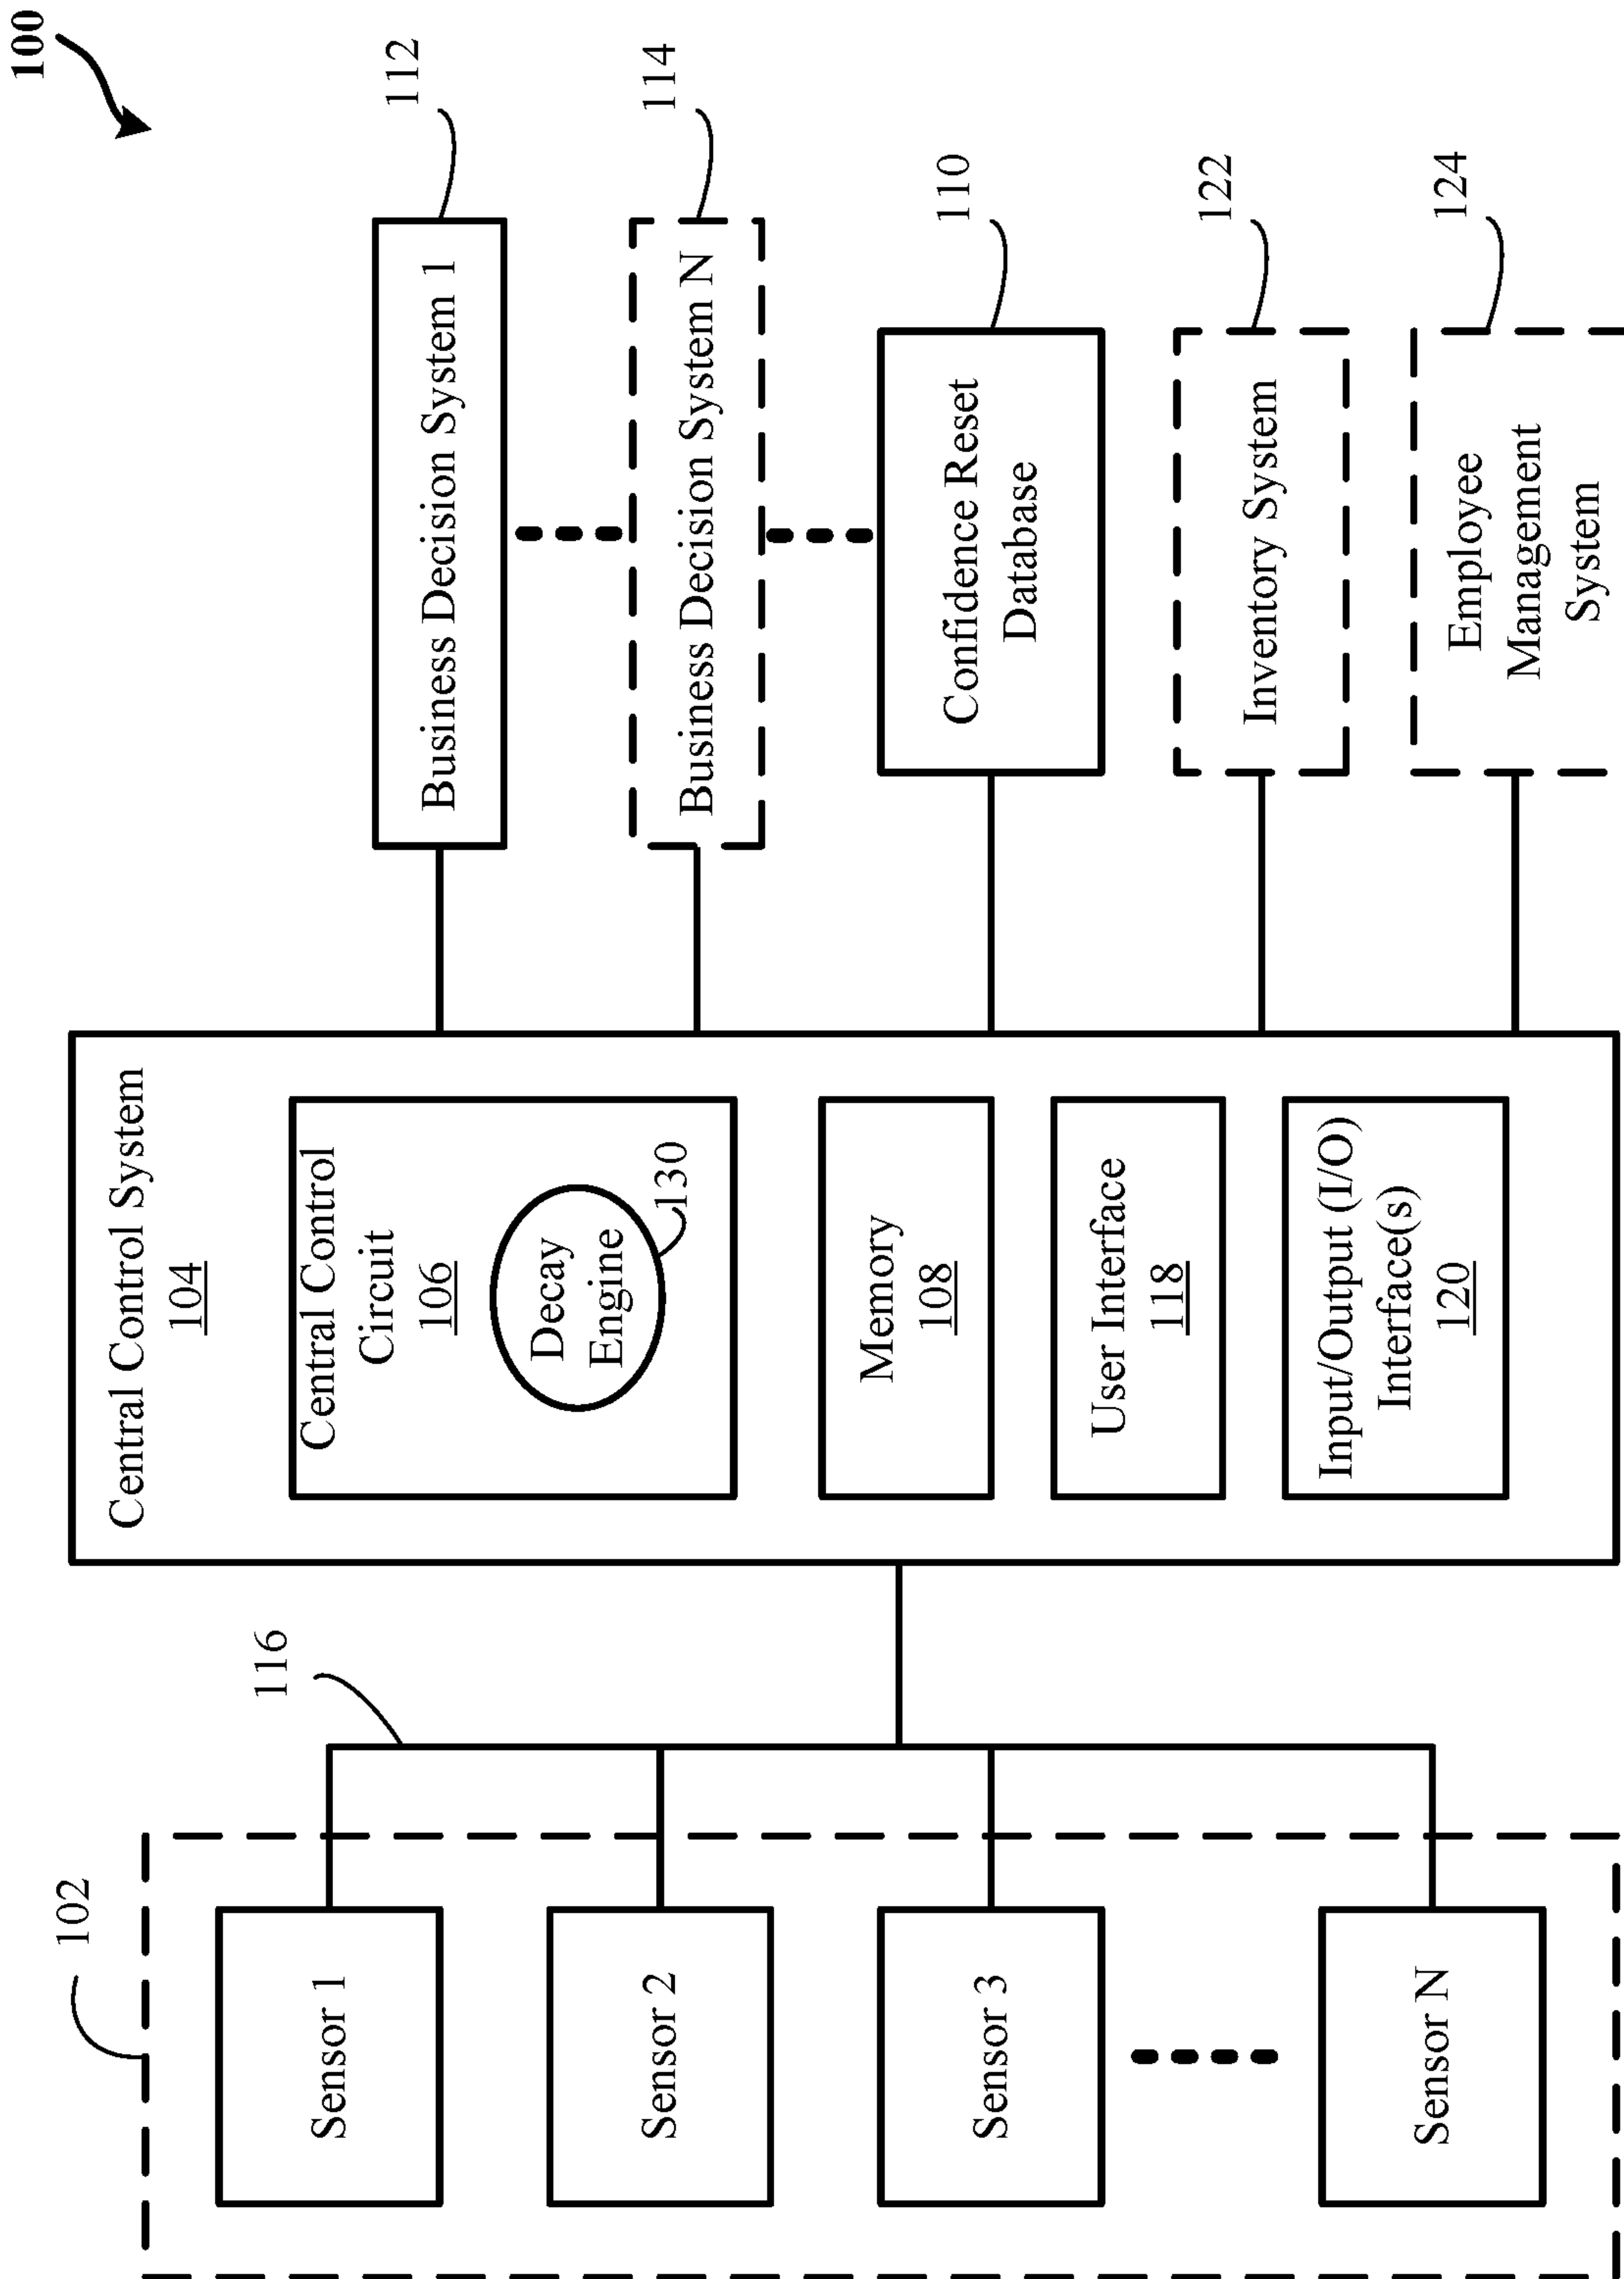 100
102
Sensor 1
Sensor 2
Sensor 3
Sensor N
116
Central Control System
104
Central Control
Circuit
106
Decay
Engine
130
Memory
108
User Interface
118
Input/Output (I/O)
Interface(s)
120
Business Decision System 1
112
Business Decision System N
114
Confidence Reset
Database
110
Inventory System
122
Employee
Management
System
124